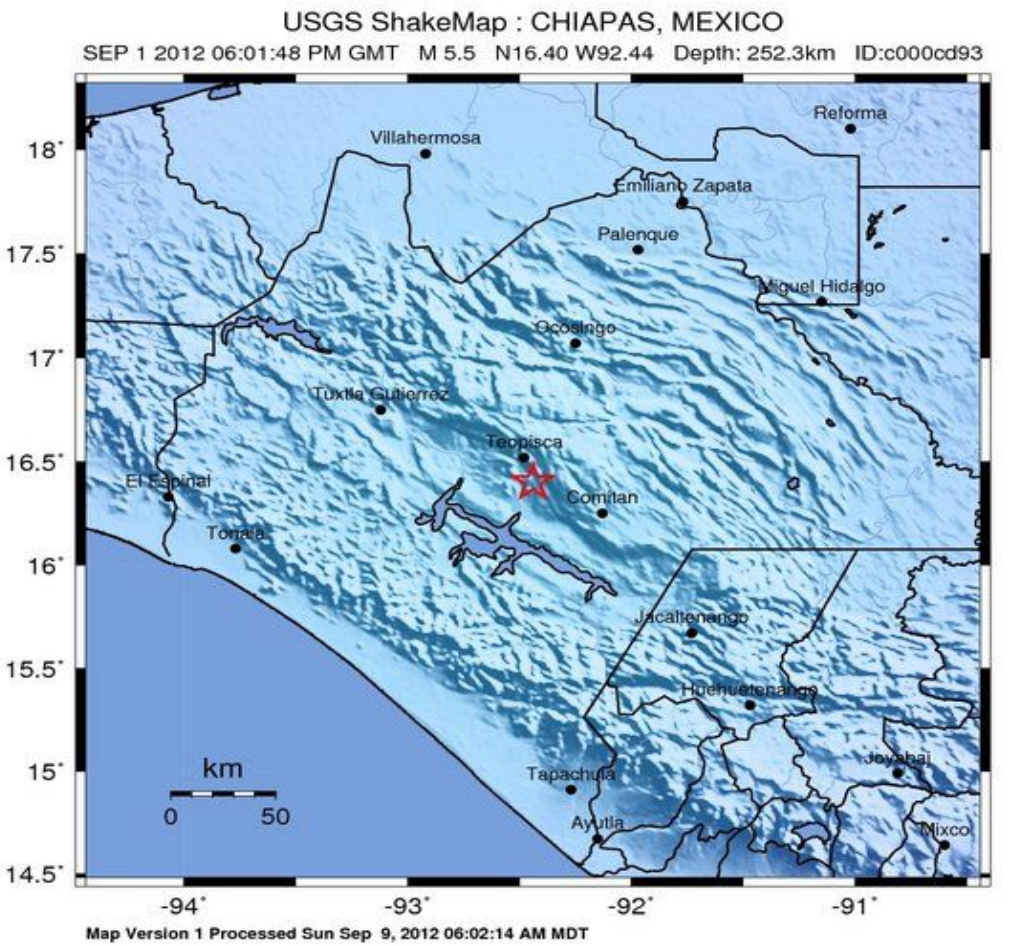 USGS ShakeMap : CHIAPAS, MEXICO
SEP 1 2012 06:01:48 PM GMT M 5.5 N16.40 W92.44 Depth: 252.3km ID:c000cd93
Reforma
Villahermosa
18°
Emiliano Zapata
Palenque
17.5°
Miguel Hidalgo
Ocosingo
17°
Tuxtla Gutierrez
Teopisca
16.5°
El Espinal
Comitan
Tonala
16°
Jacaltenango
15.5°
Huehuetenango
Joyabaj
km
15°
Tapachula
0 50
Ayutla
Mixco
14.5°
-94° -93° -92° -91°
Map Version 1 Processed Sun Sep 9, 2012 06:02:14 AM MDT